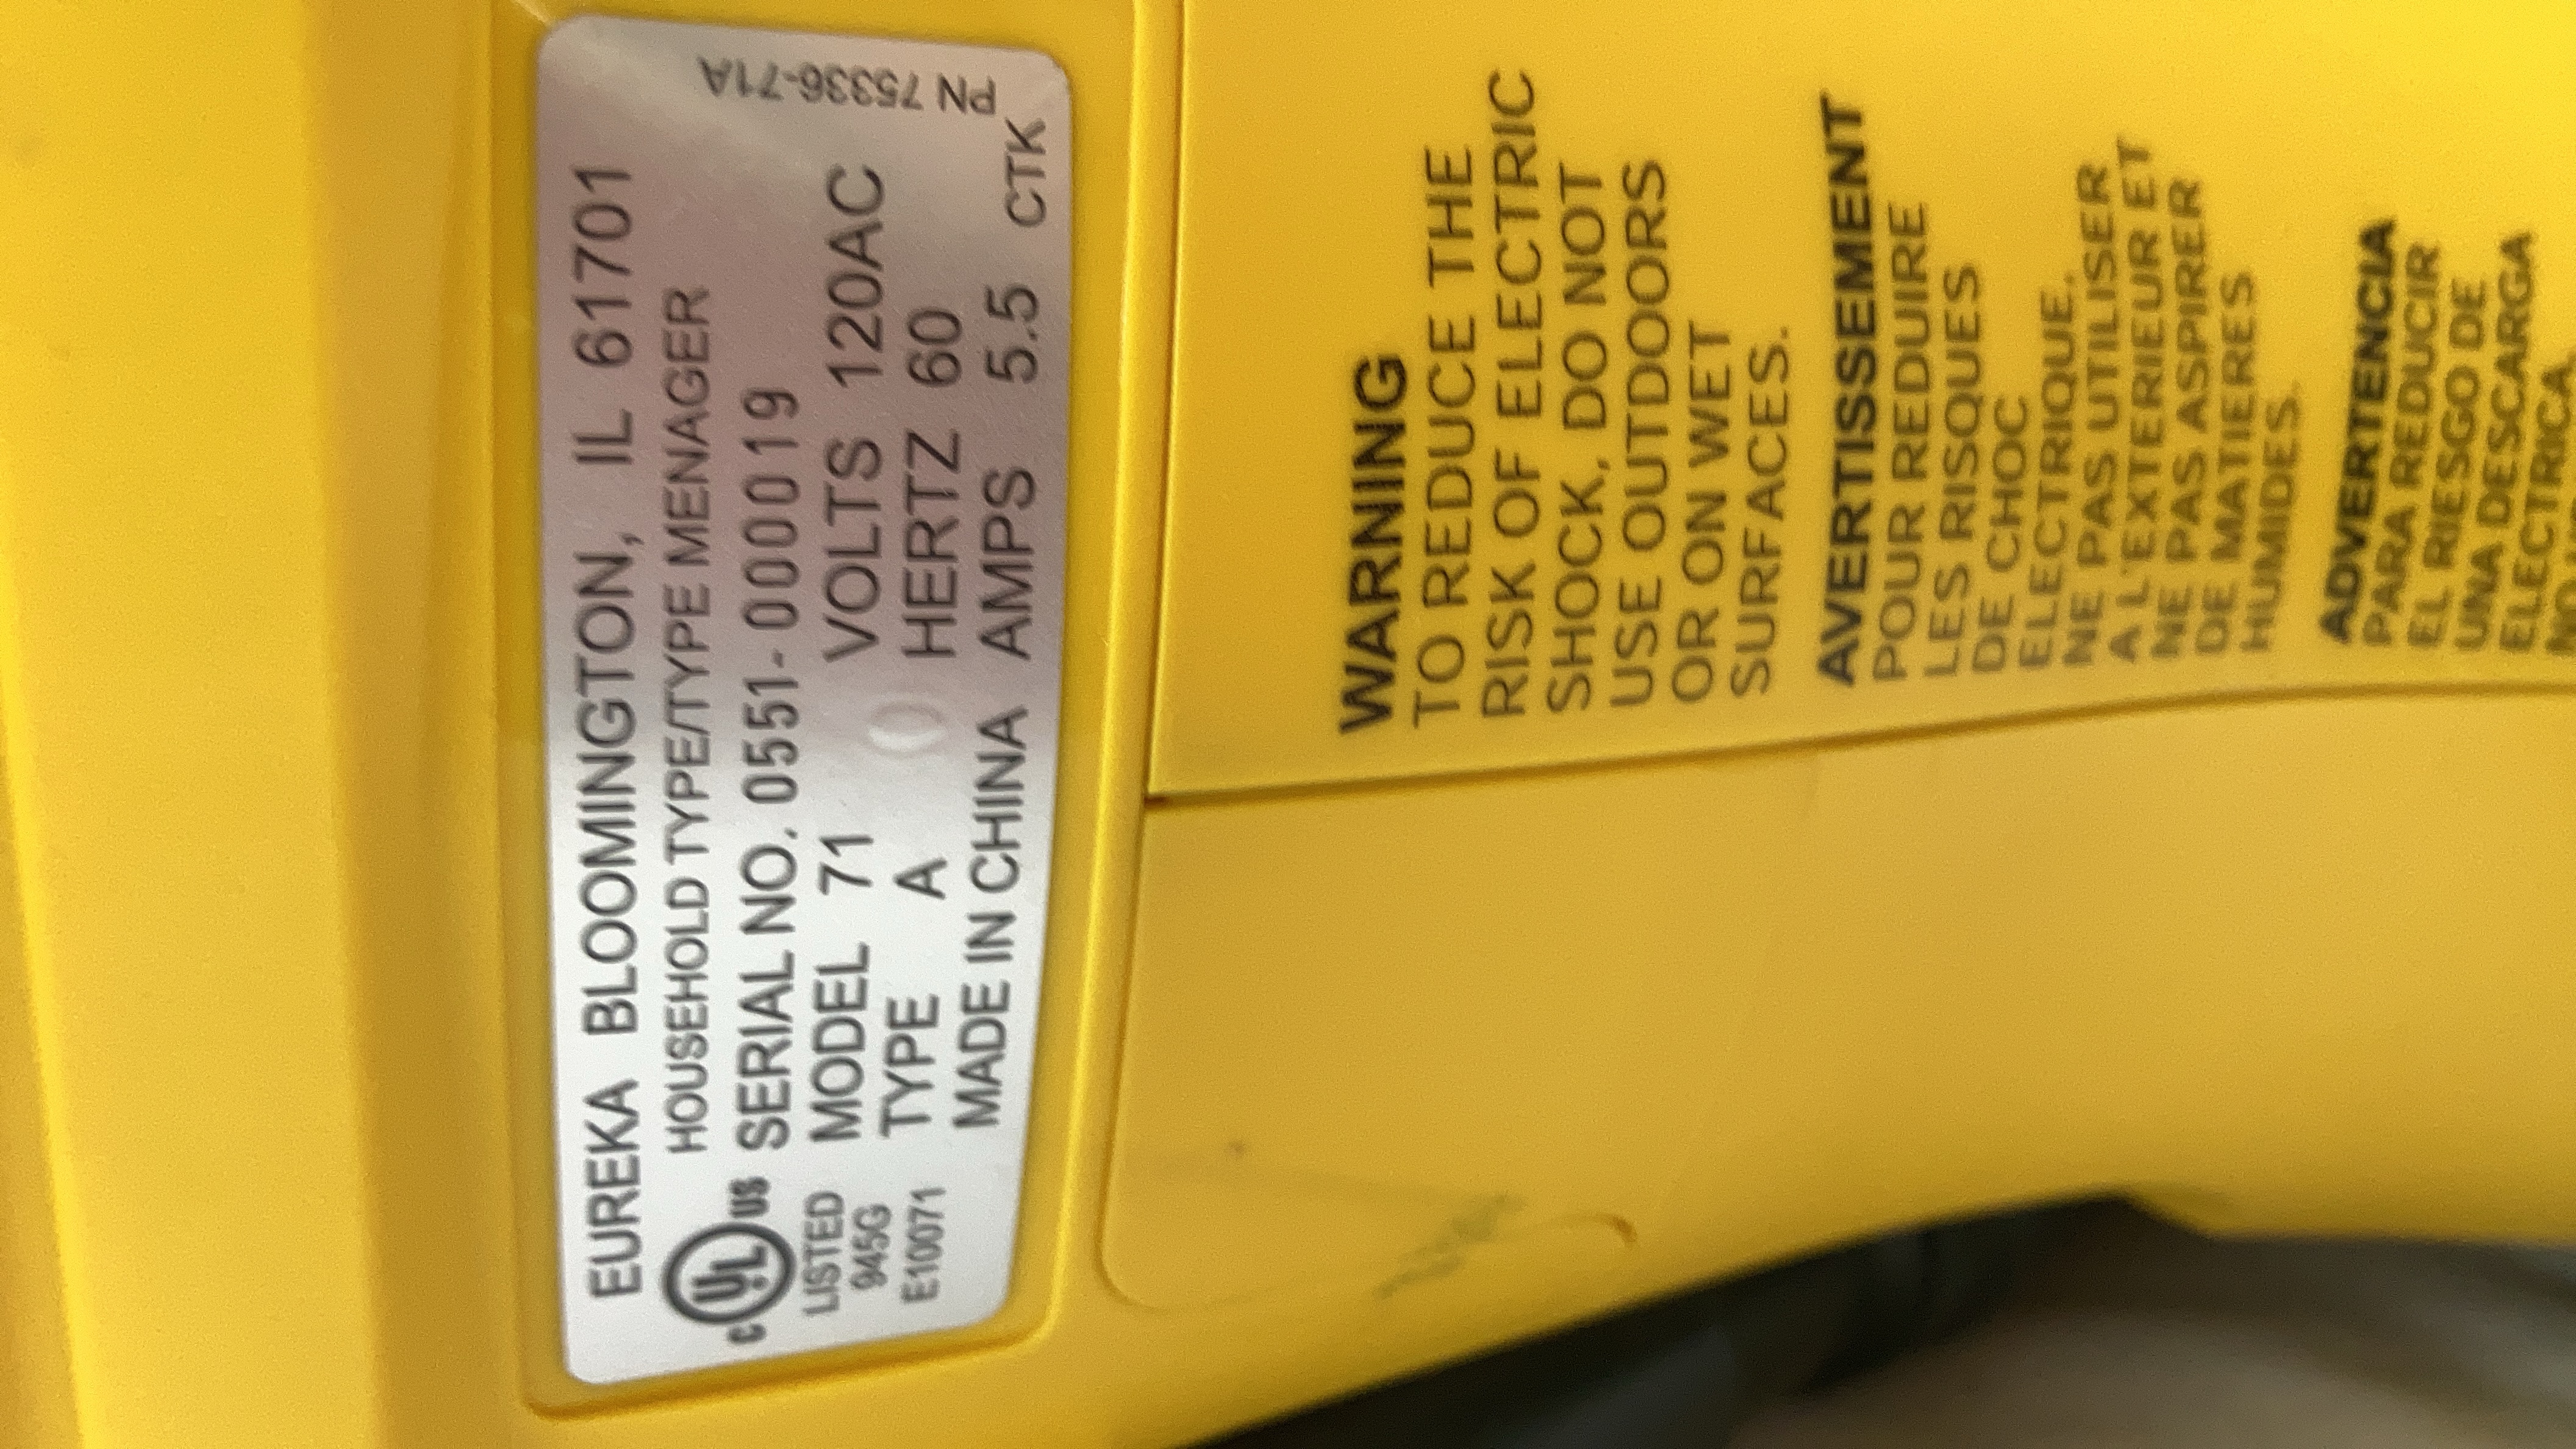 EUREKA BLOOMINGTON, IL 61701
HOUSEHOLD TYPE/TYPE MENAGER
C UL US
SERIAL NO. 0551-000019
LISTED
945G
E10071
MODEL 71
VOLTS 120AC
TYPE A
HERTZ 60
MADE IN CHINA
AMPS 5.5
CTK
PN 75336-71A
WARNING
TO REDUCE THE
RISK OF ELECTRIC
SHOCK, DO NOT
USE OUTDOORS
OR ON WET
SURFACES.
AVERTISSEMENT
POUR REDUIRE
LES RISQUES
DE CHOC
ELECTRIQUE,
NE PAS UTILISER
A L'EXTERIEUR ET
NE PAS ASPIRER
DE MATIERES
HUMIDES.
ADVERTENCIA
PARA REDUCIR
EL RIESGO DE
UNA DESCARGA
ELECTRICA,